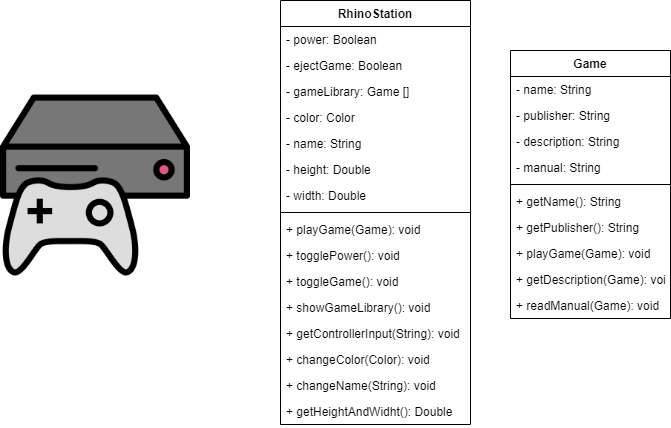 RhinoStation
- power: Boolean
- ejectGame: Boolean
- gameLibrary: Game []
- color: Color
- name: String
- height: Double
- width: Double
+ playGame(Game): void
+ togglePower(): void
+ toggleGame(): void
+ showGameLibrary(): void
+ getControllerInput(String): void
+ changeColor(Color): void
+ changeName(String): void
+ getHeightAndWidht(): Double
Game
- name: String
- publisher: String
- description: String
- manual: String
+ getName(): String
+ getPublisher(): String
+ playGame(Game): void
+ getDescription(Game): voi
+ readManual(Game): void